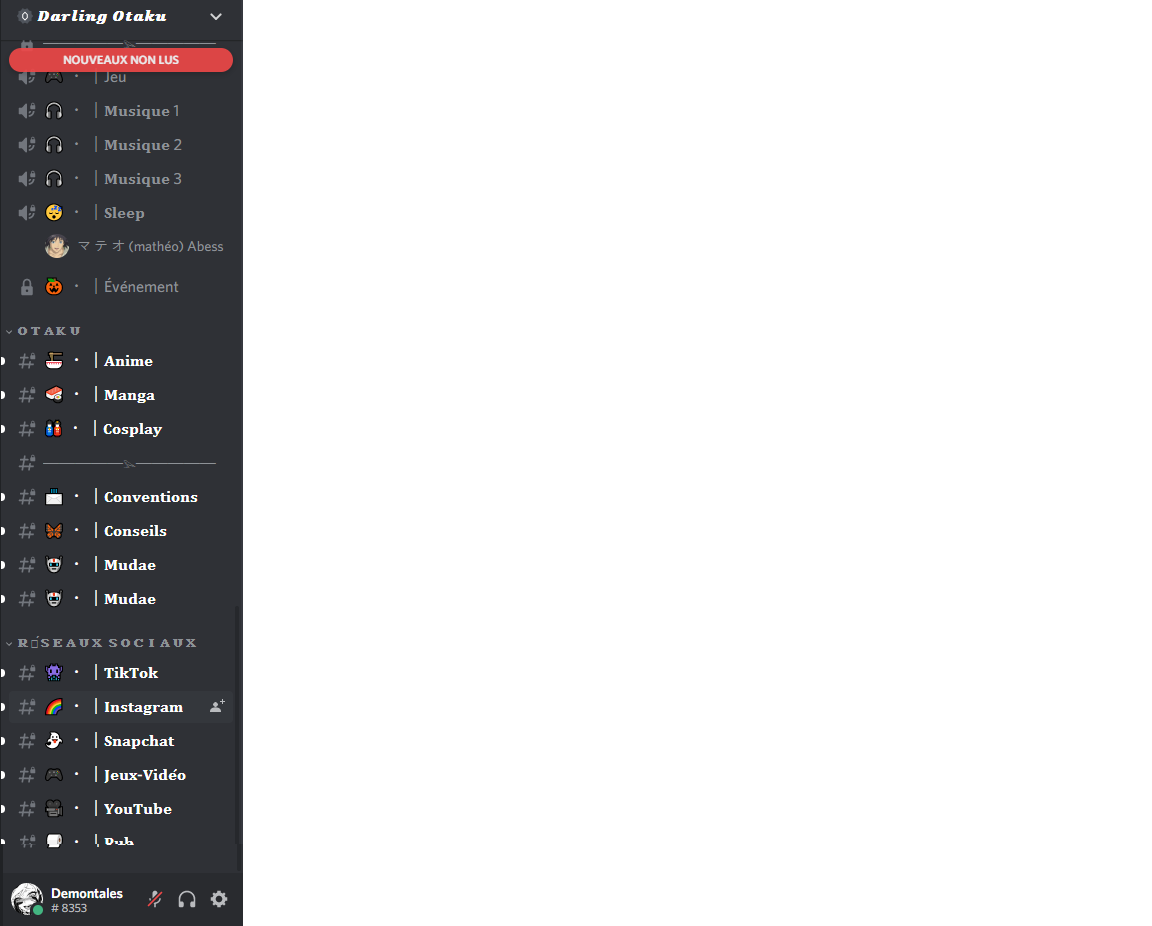 Darling Otaku
NOUVEAUX NON LUS
Jeu
Musique 1
Musique 2
Musique 3
Sleep
マ テ オ (mathéo) Abess
Événement
OTAKU
Anime
Manga
Cosplay
Conventions
Conseils
Mudae
Mudae
RÉSEAUX SOCIAUX
TikTok
Instagram
Snapchat
Jeux-Vidéo
YouTube
Pub
Demontales
# 8353